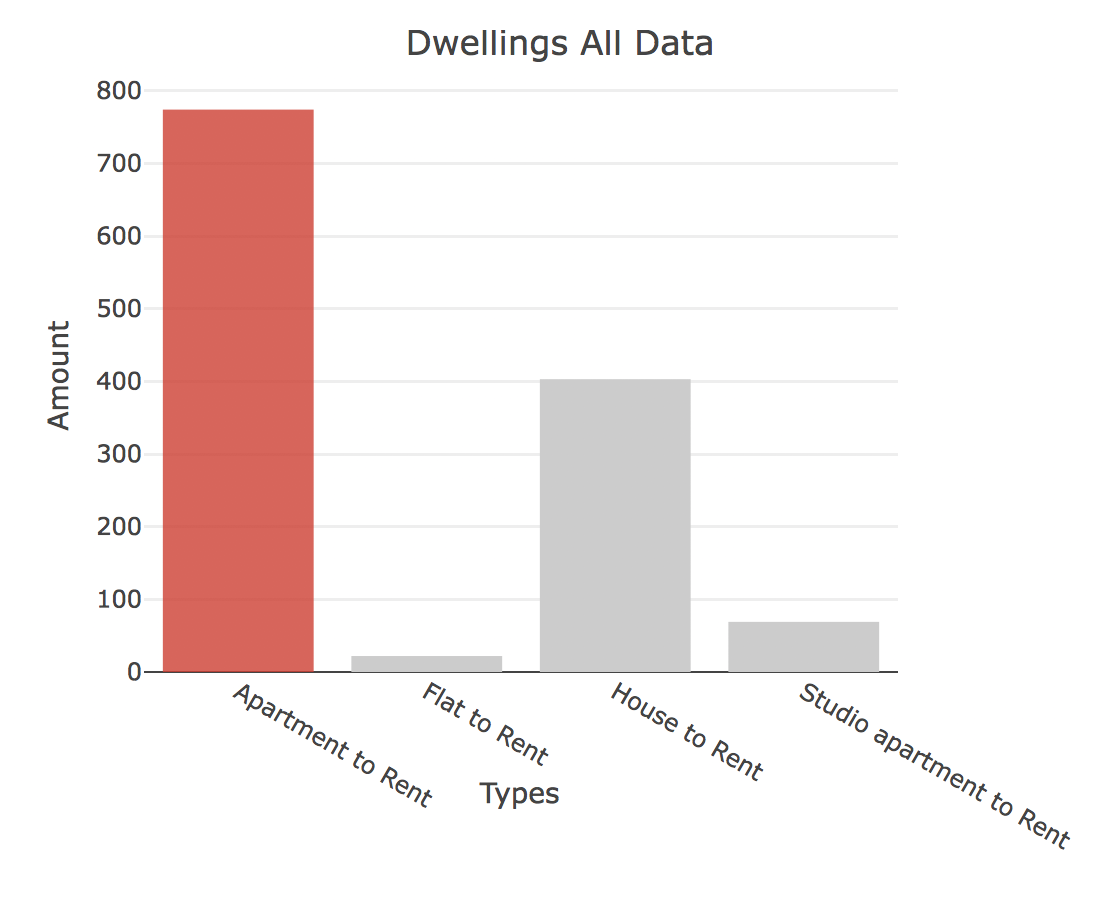 Dwellings All Data
800
700
600
500
400
300
200
100
0
Amount
Apartment to Rent
Flat to Rent
House to Rent
Studio apartment to Rent
Types